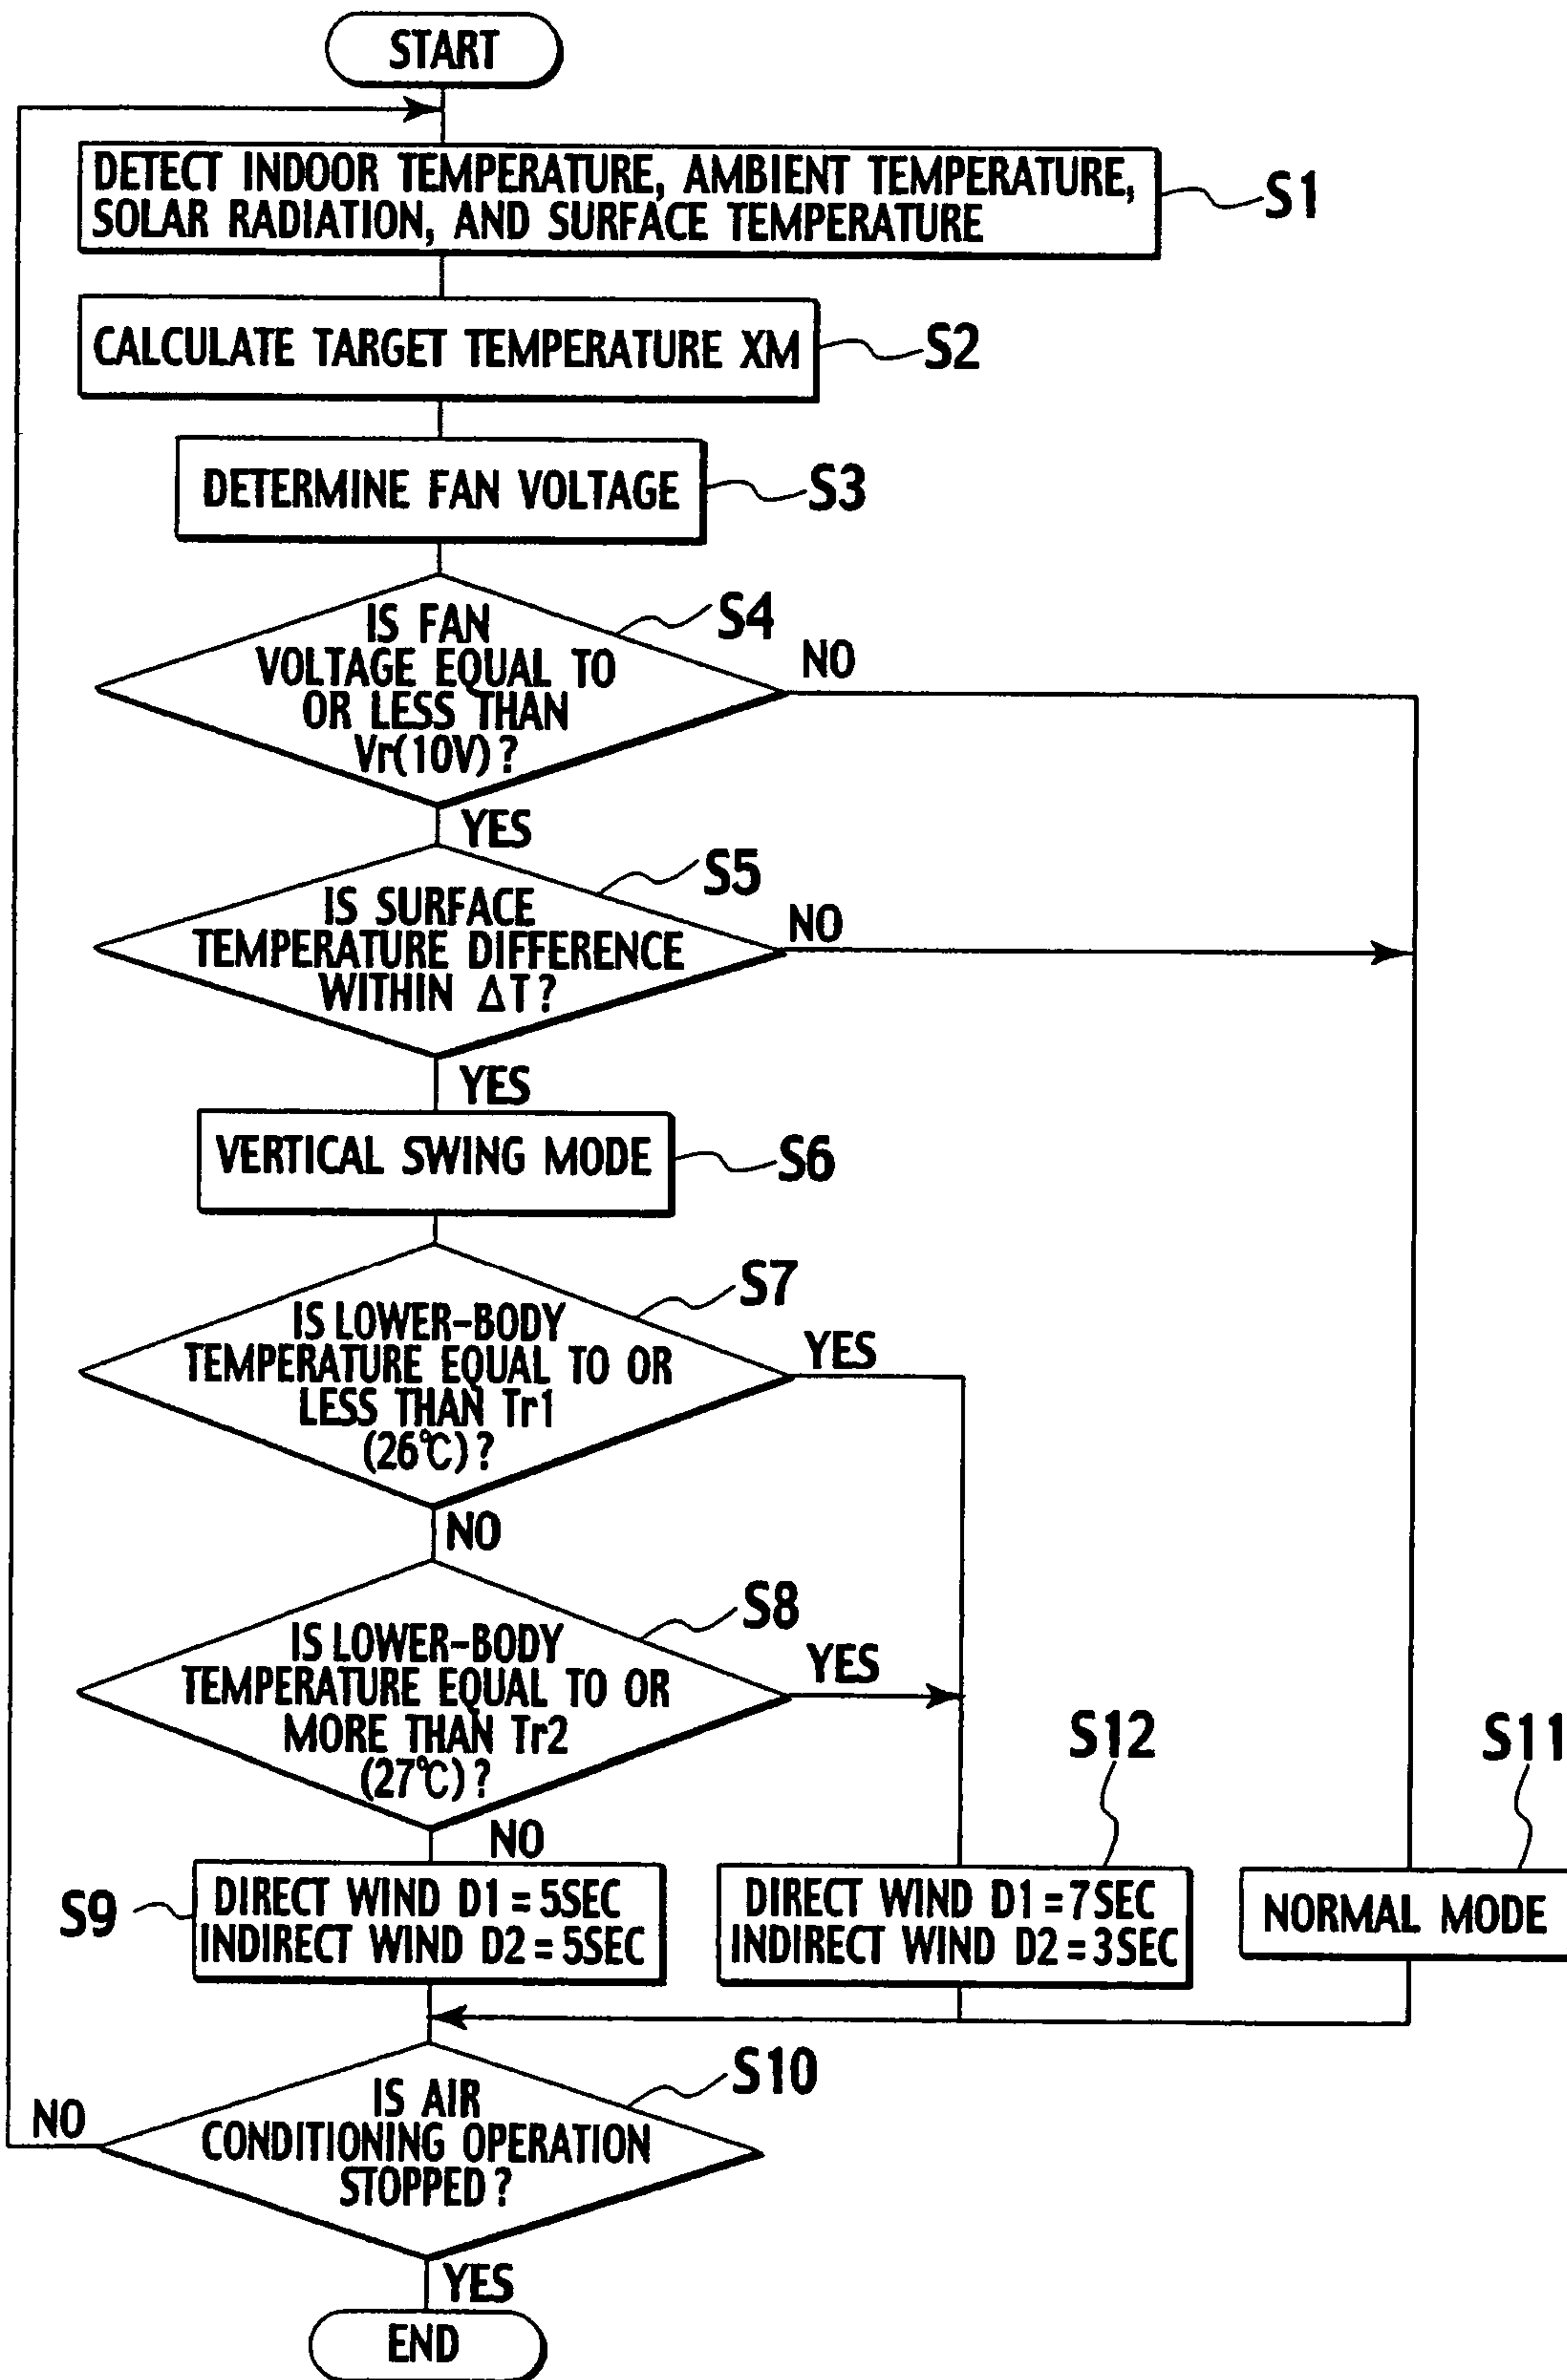 START
DETECT INDOOR TEMPERATURE, AMBIENT TEMPERATURE,
SOLAR RADIATION, AND SURFACE TEMPERATURE
S1
CALCULATE TARGET TEMPERATURE XM
S2
DETERMINE FAN VOLTAGE
S3
IS FAN
VOLTAGE EQUAL TO
OR LESS THAN
Vr(10V)?
S4
NO
YES
IS SURFACE
TEMPERATURE DIFFERENCE
WITHIN ΔT?
S5
NO
YES
VERTICAL SWING MODE
S6
IS LOWER-BODY
TEMPERATURE EQUAL TO OR
LESS THAN Tr1
(26℃)?
S7
YES
NO
IS LOWER-BODY
TEMPERATURE EQUAL TO OR
MORE THAN Tr2
(27℃)?
S8
YES
NO
S9
DIRECT WIND D1=5SEC
INDIRECT WIND D2=5SEC
S12
DIRECT WIND D1=7SEC
INDIRECT WIND D2=3SEC
S11
NORMAL MODE
IS AIR
CONDITIONING OPERATION
STOPPED?
S10
NO
YES
END